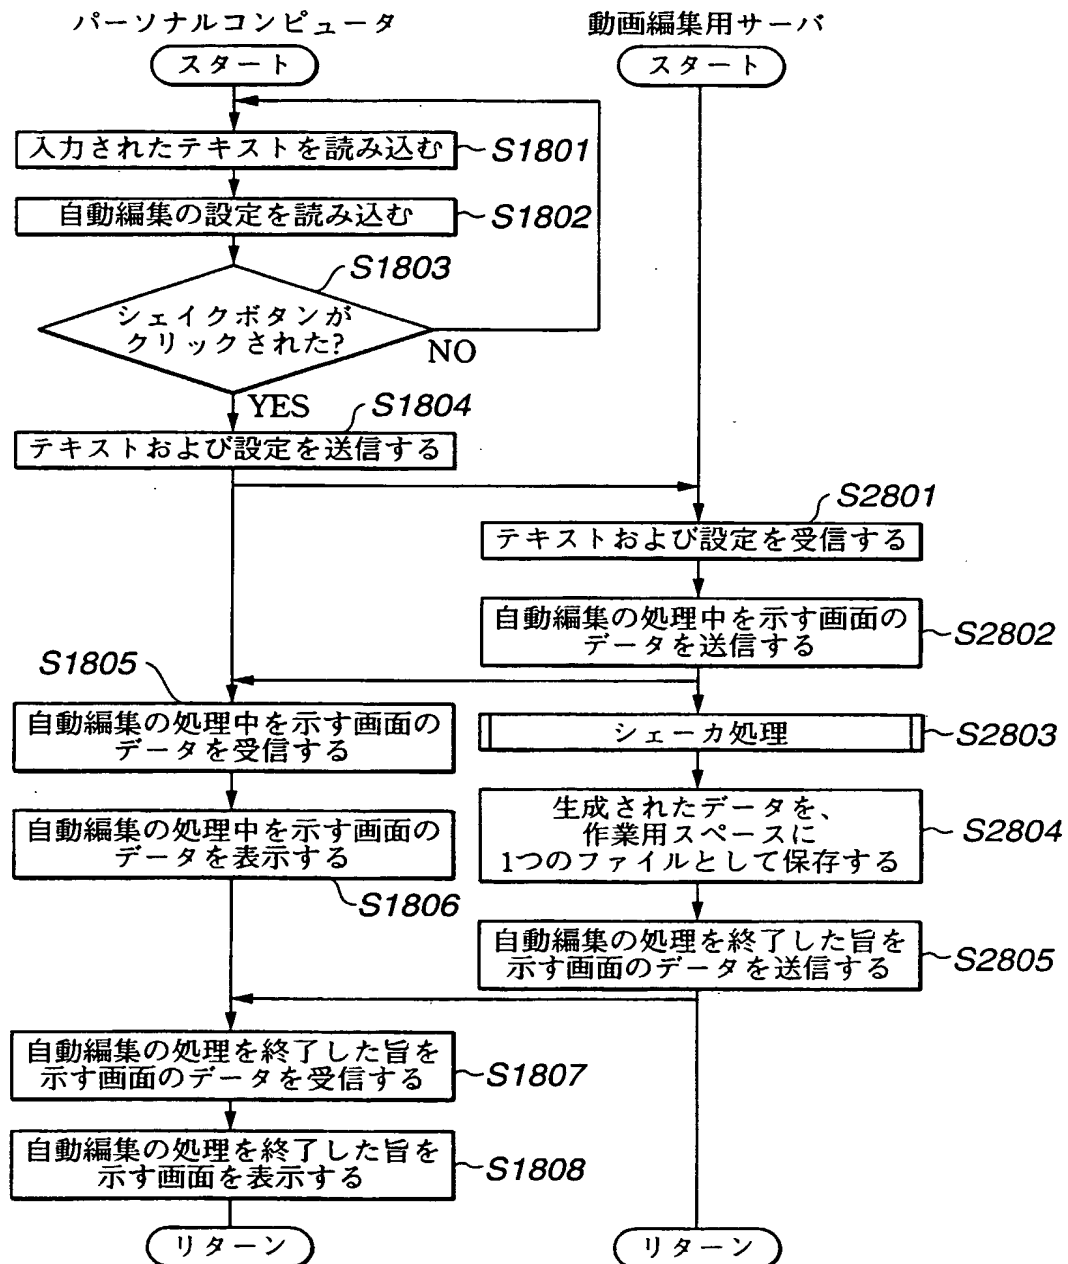 パーソナルコンピュータ
動画編集用サーバ
スタート
スタート
入力されたテキストを読み込む
S1801
自動編集の設定を読み込む
S1802
S1803
シェイクボタンが
クリックされた?
NO
YES
S1804
テキストおよび設定を送信する
S2801
テキストおよび設定を受信する
自動編集の処理中を示す画面の
データを送信する
S2802
S1805
自動編集の処理中を示す画面の
データを受信する
シェーカ処理
S2803
自動編集の処理中を示す画面の
データを表示する
S1806
生成されたデータを、
作業用スペースに
1つのファイルとして保存する
S2804
自動編集の処理を終了した旨を
示す画面のデータを送信する
S2805
自動編集の処理を終了した旨を
示す画面のデータを受信する
S1807
自動編集の処理を終了した旨を
示す画面を表示する
S1808
リターン
リターン